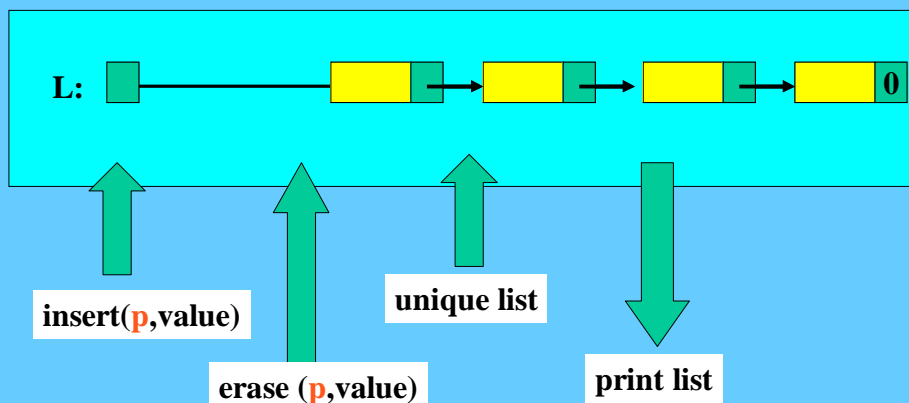 L:
0
insert(p,value)
unique list
erase (p,value)
print list